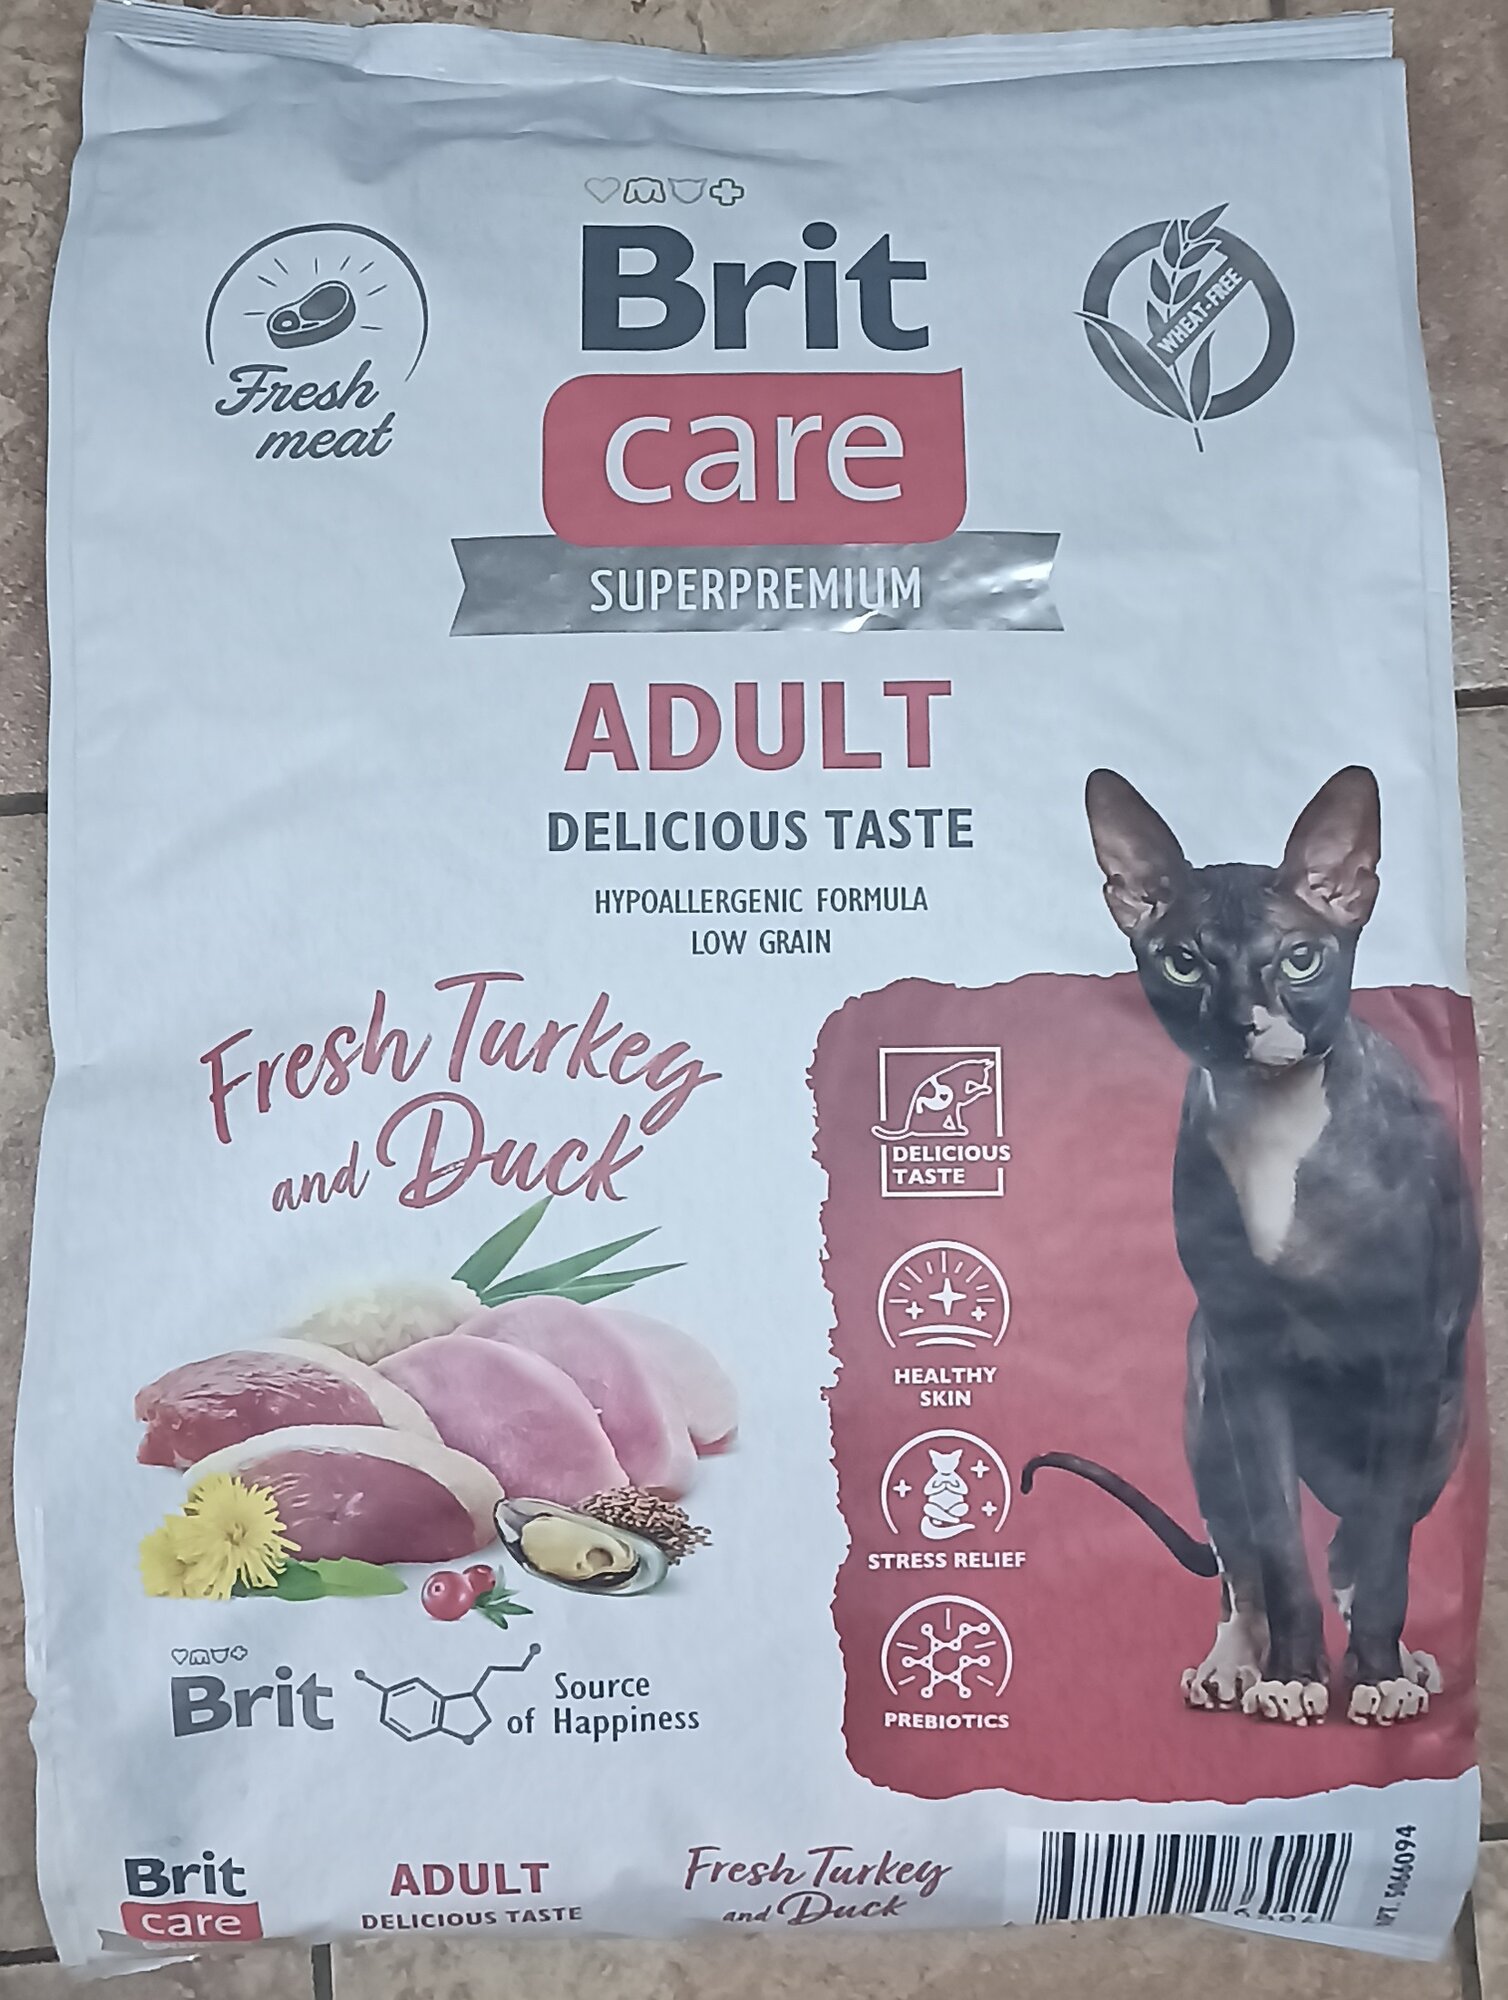 Brit
care
Fresh
meat
WHEAT-FREE
SUPERPREMIUM
ADULT
DELICIOUS TASTE
HYPOALLERGENIC FORMULA
LOW GRAIN
Fresh Turkey
and Duck
DELICIOUS
TASTE
HEALTHY
SKIN
STRESS RELIEF
PREBIOTICS
Brit
Source
of Happiness
Brit
care
ADULT
DELICIOUS TASTE
Fresh Turkey
and Duck
5066094